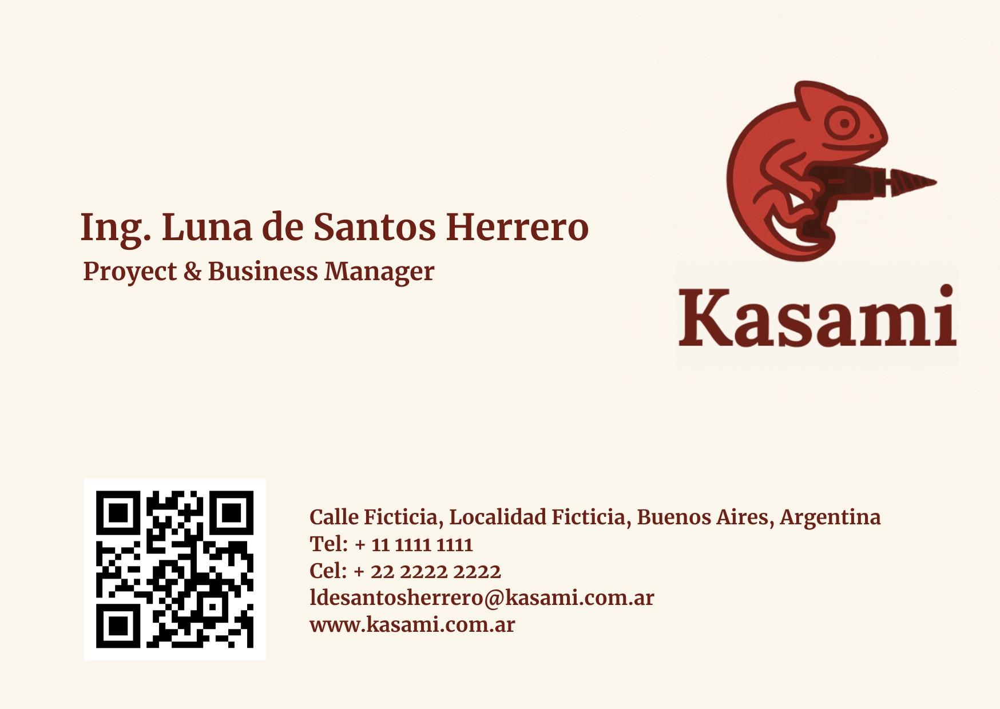 Ing. Luna de Santos Herrero
Proyect & Business Manager
Kasami
Calle Ficticia, Localidad Ficticia, Buenos Aires, Argentina
Tel: + 11 1111 1111
Cel: + 22 2222 2222
ldesantosherrero@kasami.com.ar
www.kasami.com.ar